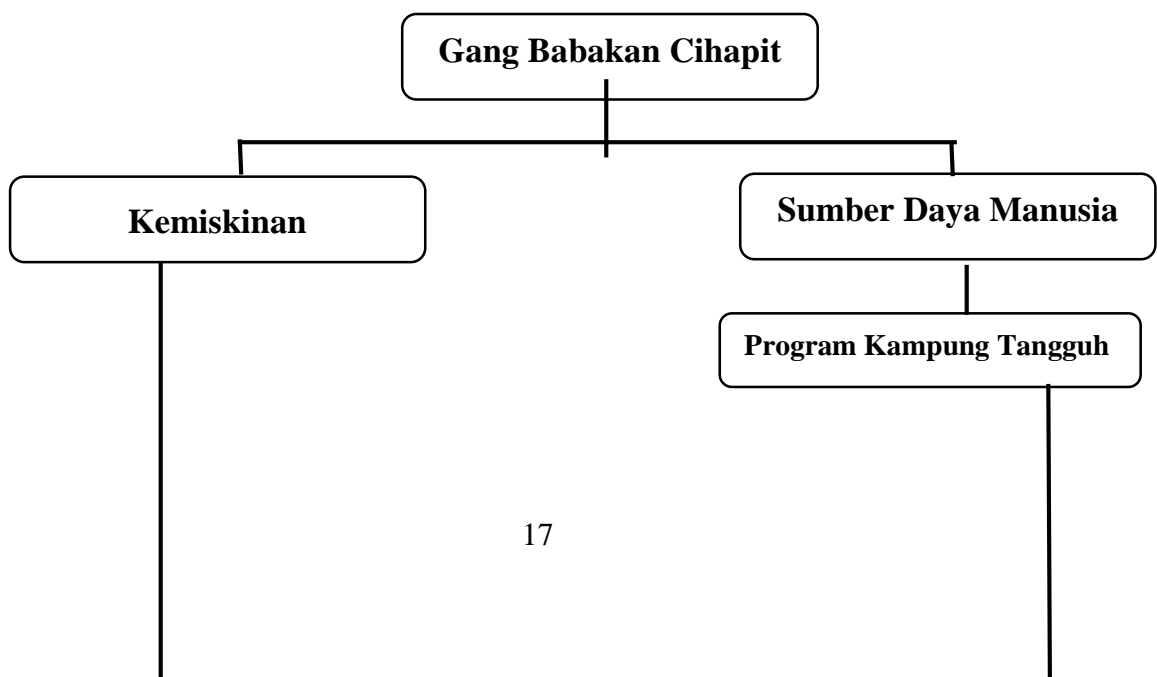 Gang Babakan Cihapit
Kemiskinan
Sumber Daya Manusia
Program Kampung Tangguh
17